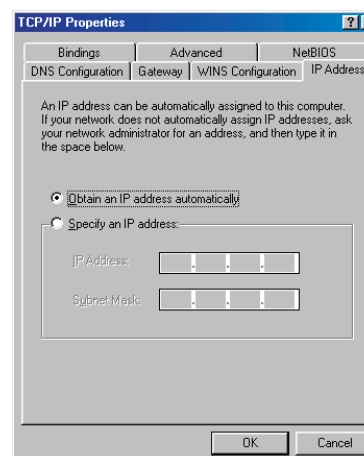 TCP/IP Properties
Bindings Advanced NetBIOS
DNS Configuration Gateway WINS Configuration IP Address
An IP address can be automatically assigned to this computer.
If your network does not automatically assign IP addresses, ask
your network administrator for an address, and then type it in
the space below.
Obtain an IP address automatically
Specify an IP address:
IP Address:
Subnet Mask:
OK Cancel